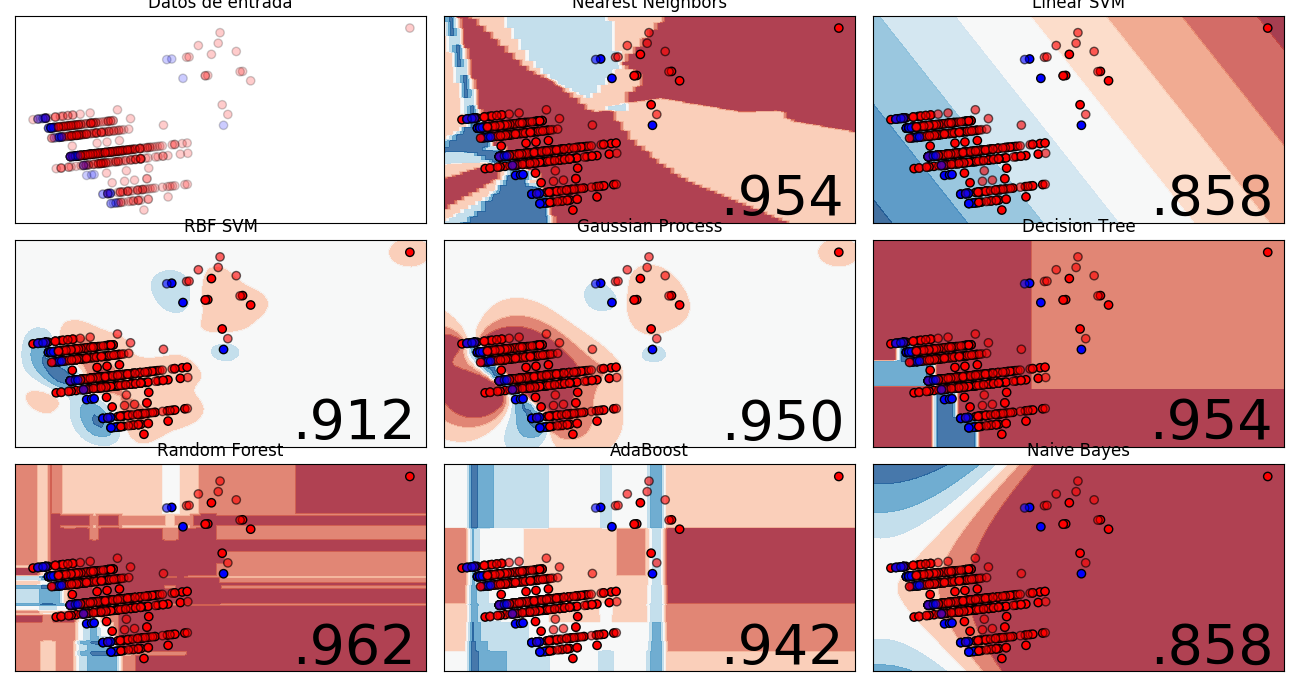 Datos de entrada
Nearest Neighbors
Linear SVM
.954
.858
RBF SVM
Gaussian Process
Decision Tree
.912
.950
.954
Random Forest
AdaBoost
Naive Bayes
.962
.942
.858